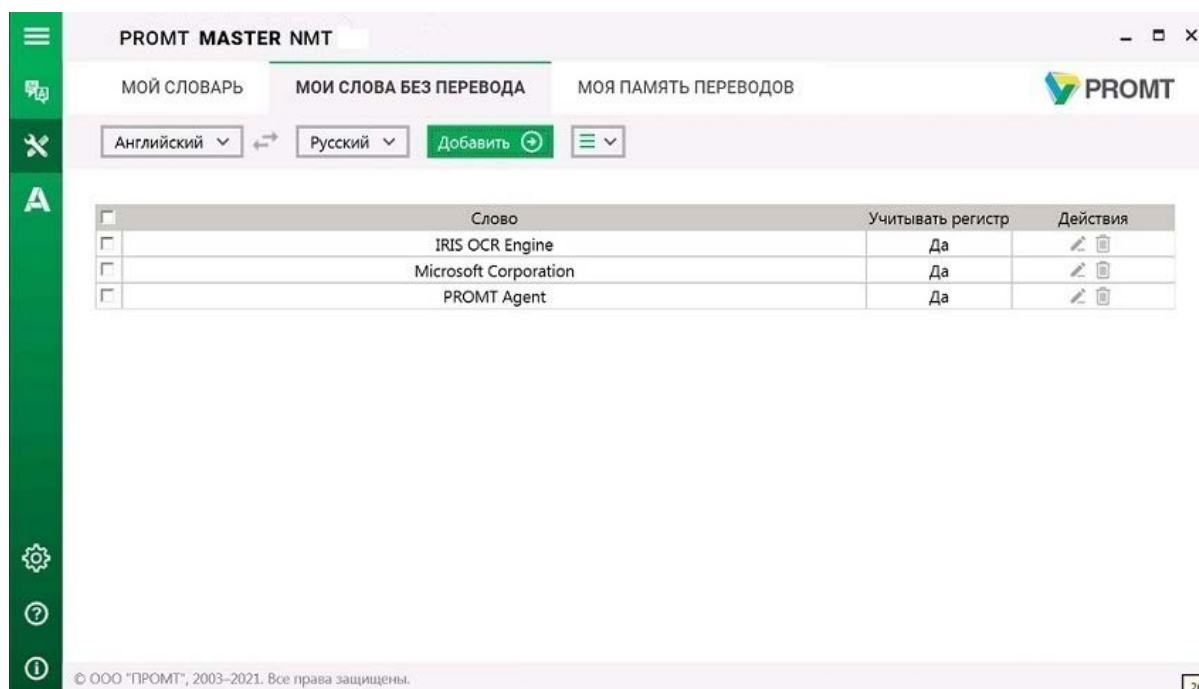 PROMT MASTER NMT
МОЙ СЛОВАРЬ МОИ СЛОВА БЕЗ ПЕРЕВОДА МОЯ ПАМЯТЬ ПЕРЕВОДОВ PROMT
Английский Русский Добавить
Слово Учитывать регистр Действия
IRIS OCR Engine Да
Microsoft Corporation Да
PROMT Agent Да
© ООО "ПРОМТ", 2003–2021. Все права защищены.